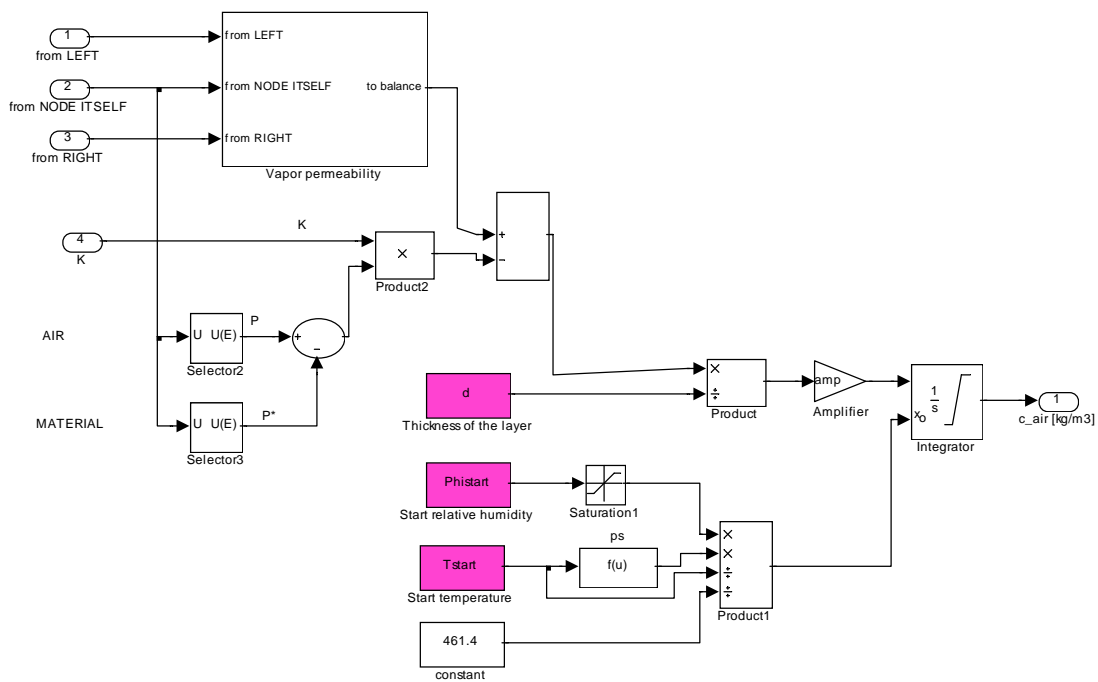 1
from LEFT
from LEFT
2
from NODE ITSELF
from NODE ITSELF
to balance
3
from RIGHT
from RIGHT
Vapor permeability
4
K
K
+
−
×
Product2
AIR
U U(E)
P
+
−
Selector2
MATERIAL
U U(E)
P*
Selector3
d
Thickness of the layer
×
÷
Product
amp
Amplifier
1
s
xo
Integrator
1
c_air [kg/m3]
Phistart
Start relative humidity
Saturation1
ps
Tstart
Start temperature
f(u)
×
×
÷
÷
Product1
461.4
constant